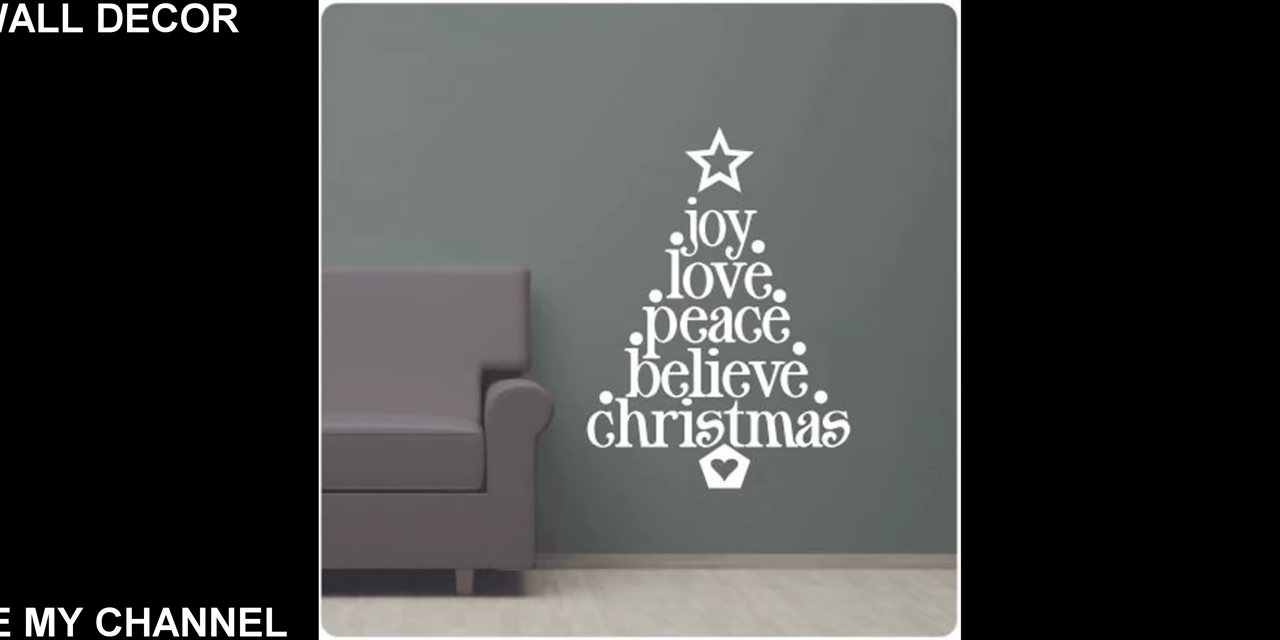 WALL DECOR
joy
love
peace
believe
christmas
E MY CHANNEL